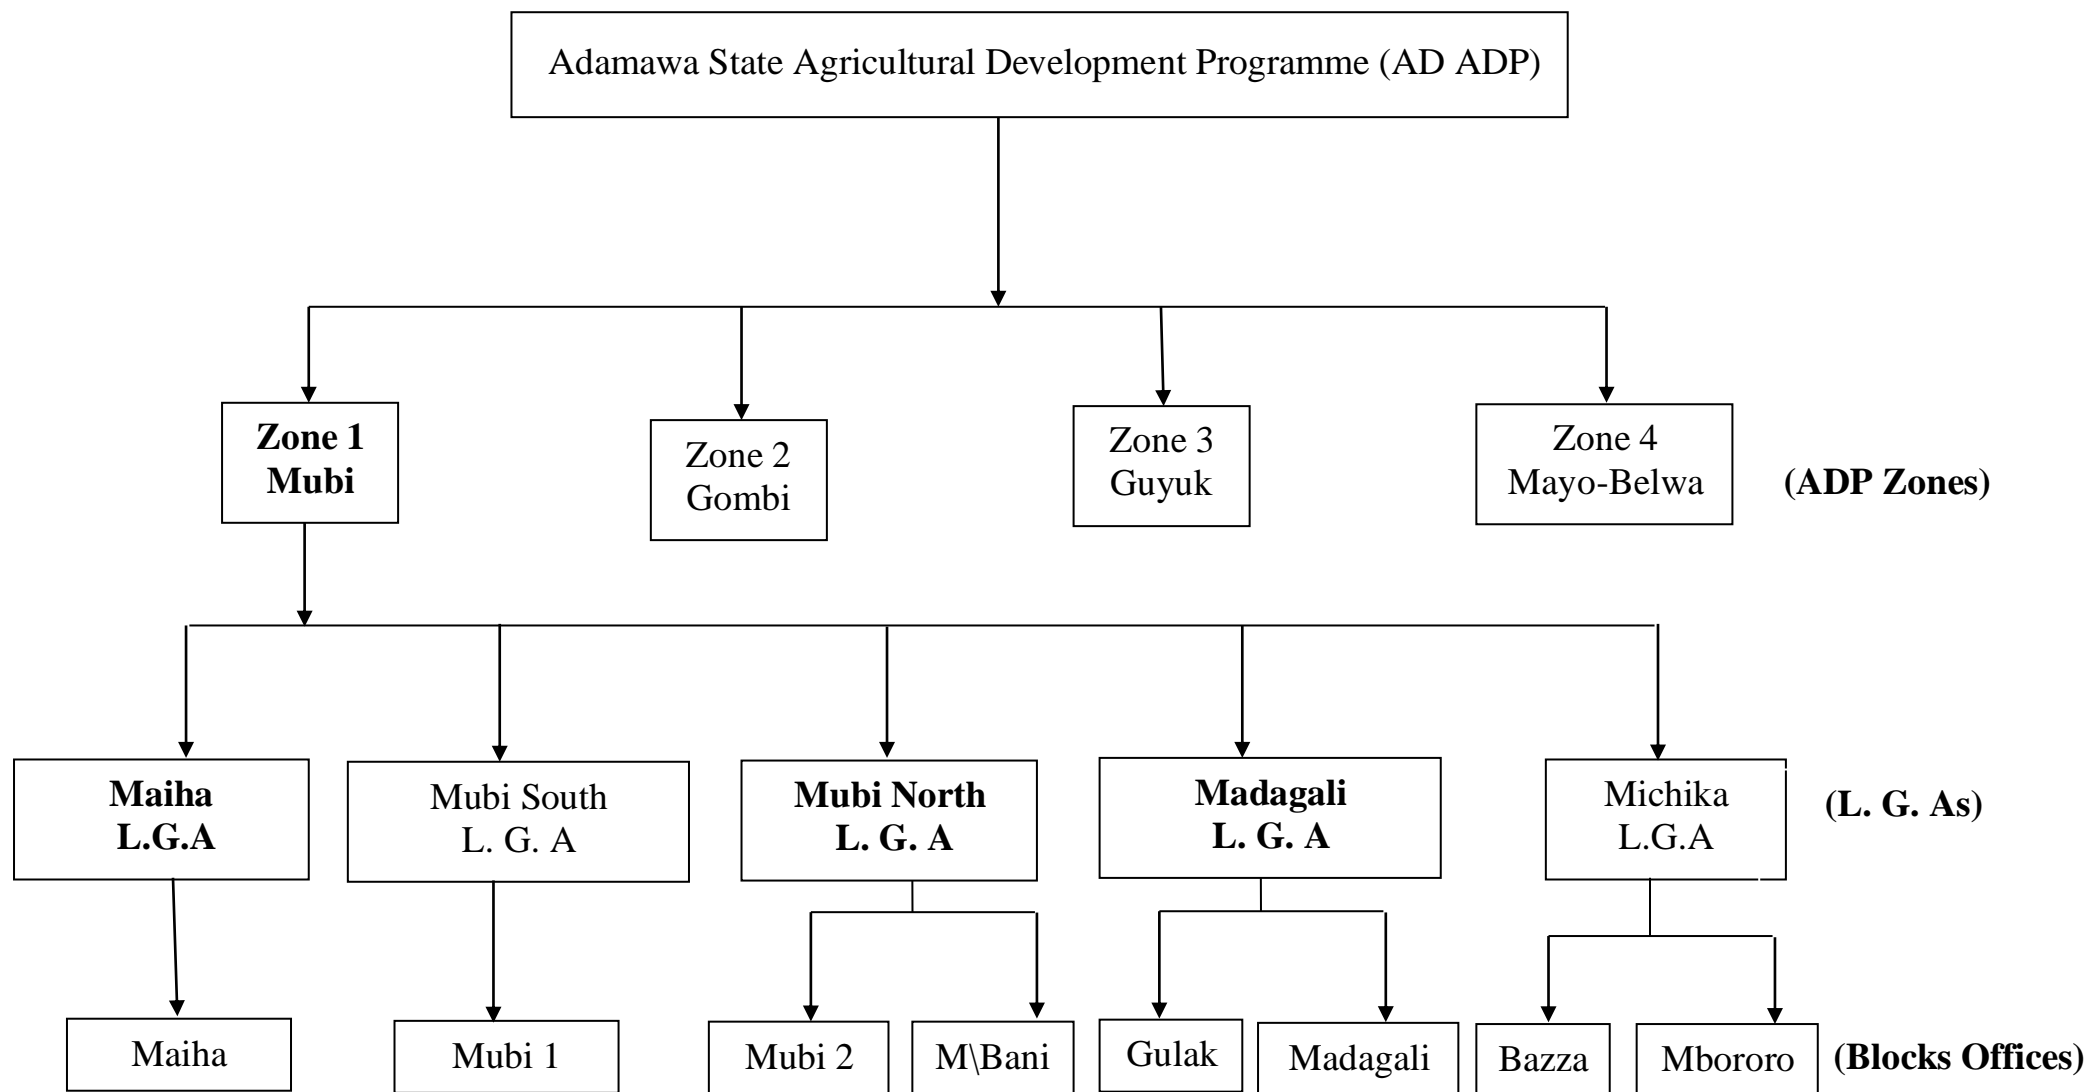 Adamawa State Agricultural Development Programme (AD ADP)
Zone 1
Mubi
Zone 2
Gombi
Zone 3
Guyuk
Zone 4
Mayo-Belwa
(ADP Zones)
Maiha
L.G.A
Mubi South
L. G. A
Mubi North
L. G. A
Madagali
L. G. A
Michika
L.G.A
(L. G. As)
Maiha
Mubi 1
Mubi 2
M\Bani
Gulak
Madagali
Bazza
Mbororo
(Blocks Offices)